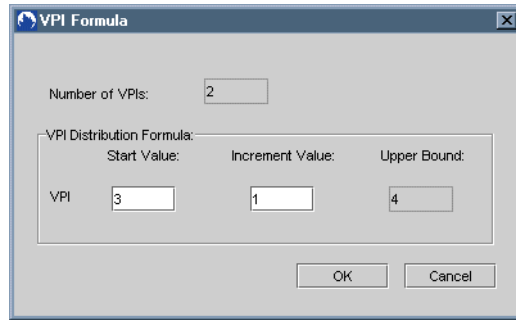 VPI Formula
Number of VPIs: 2
VPI Distribution Formula:
Start Value: Increment Value: Upper Bound:
VPI 3 1 4
OK Cancel